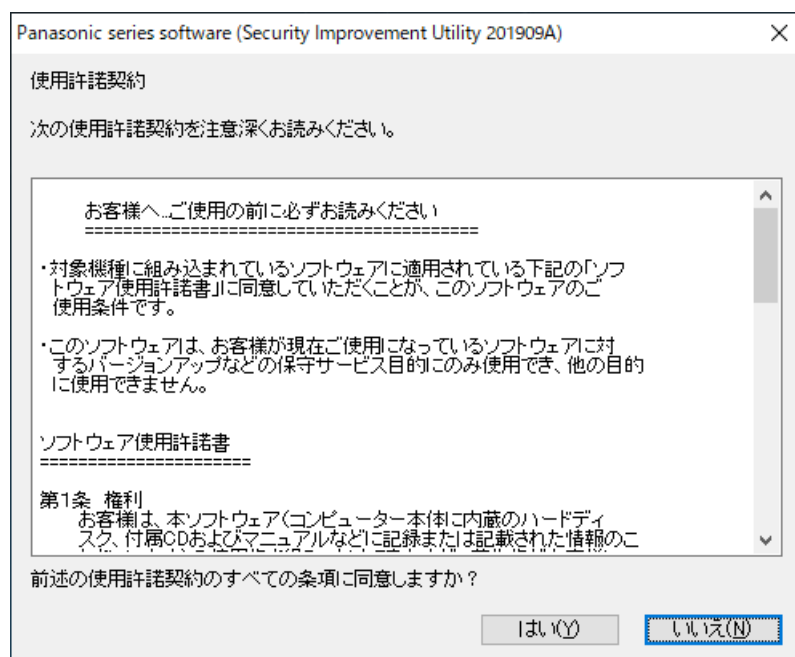 Panasonic series software (Security Improvement Utility 201909A)
使用許諾契約
次の使用許諾契約を注意深くお読みください。
お客様へ...ご使用の前に必ずお読みください
=========================================
・対象機種に組み込まれているソフトウェアに適用されている下記の「ソフ
トウェア使用許諾書」に同意していただくことが、このソフトウェアのご
使用条件です。
・このソフトウェアは、お客様が現在ご使用になっているソフトウェアに対
するバージョンアップなどの保守サービス目的にのみ使用でき、他の目的
に使用できません。
ソフトウェア使用許諾書
======================
第1条 権利
お客様は、本ソフトウェア(コンピューター本体に内蔵のハードディ
スク、付属CDおよびマニュアルなどに記録または記載された情報のこ
前述の使用許諾契約のすべての条項に同意しますか？
はい(Y)
いいえ(N)